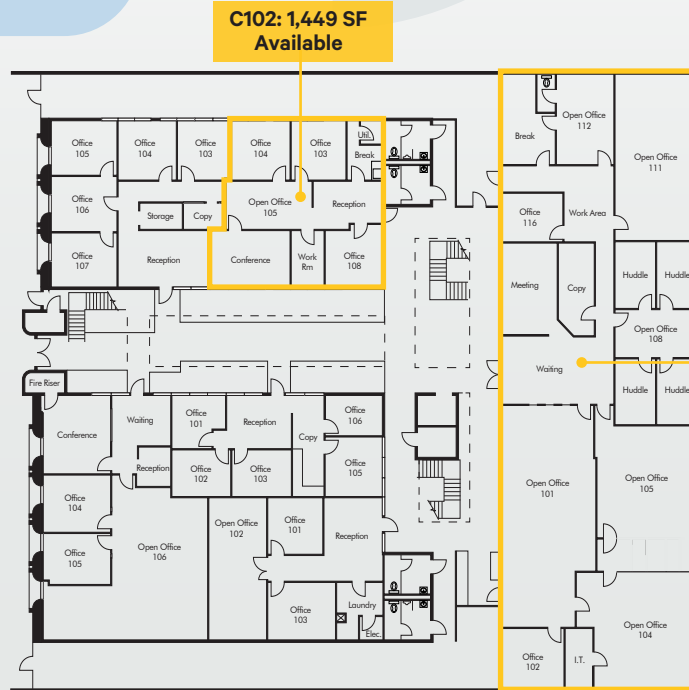 C102: 1,449 SF
Available
Office
105
Office
104
Office
103
Office
104
Office
103
Util.
Break
Office
106
Storage
Copy
Open Office
105
Reception
Office
107
Reception
Conference
Work
Rm
Office
108
Break
Open Office
112
Open Office
111
Office
116
Work Area
Meeting
Copy
Huddle
Huddle
Open Office
108
Waiting
Huddle
Huddle
Fire Riser
Conference
Waiting
Office
101
Reception
Office
106
Copy
Reception
Office
102
Office
103
Office
105
Office
104
Office
105
Open Office
106
Open Office
102
Office
101
Reception
Office
103
Laundry
Elec.
Open Office
101
Open Office
105
Open Office
104
Office
102
I.T.